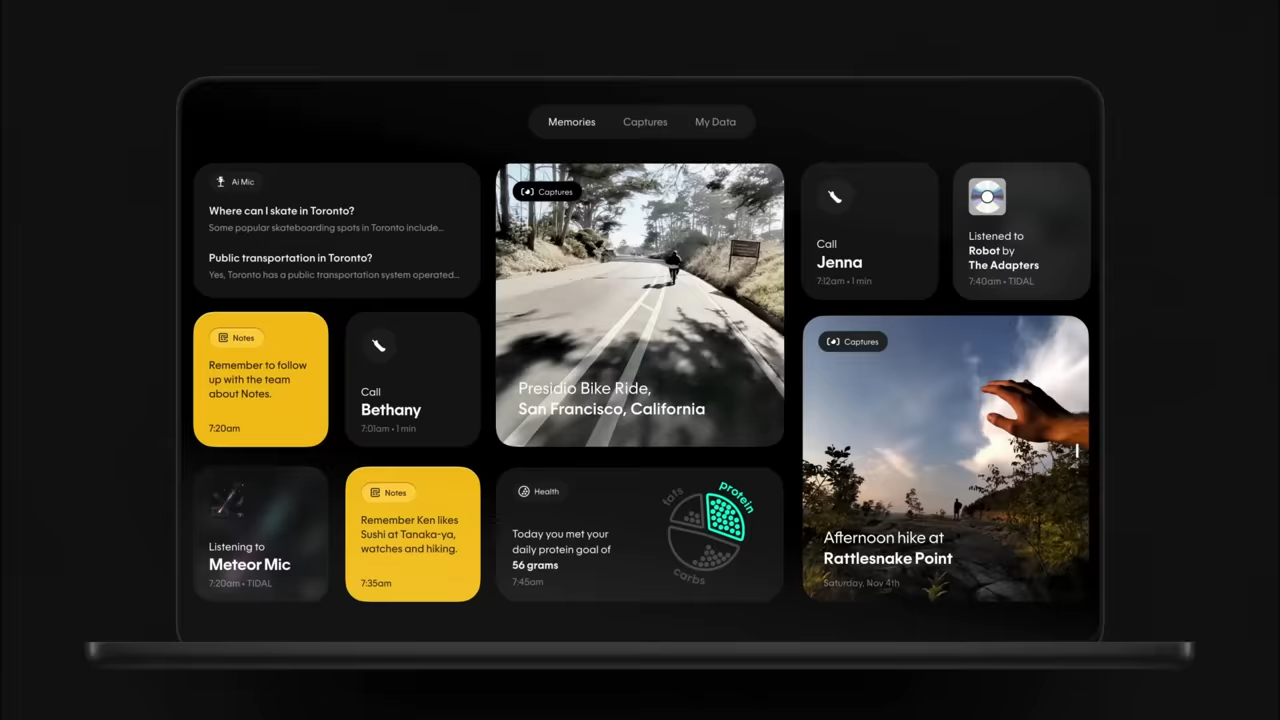 Memories
Captures
My Data
Ai Mic
Where can I skate in Toronto?
Some popular skateboarding spots in Toronto include...
Public transportation in Toronto?
Yes, Toronto has a public transportation system operated...
Notes
Remember to follow
up with the team
about Notes.
7:20am
Call
Bethany
7:01am • 1 min
Listening to
Meteor Mic
7:20am • TIDAL
Notes
Remember Ken likes
Sushi at Tanaka-ya,
watches and hiking.
7:35am
Captures
Presidio Bike Ride,
San Francisco, California
Health
Today you met your
daily protein goal of
56 grams
7:45am
fats
protein
carbs
Call
Jenna
7:12am • 1 min
Listened to
Robot by
The Adapters
7:40am • TIDAL
Captures
Afternoon hike at
Rattlesnake Point
Saturday, Nov 4th